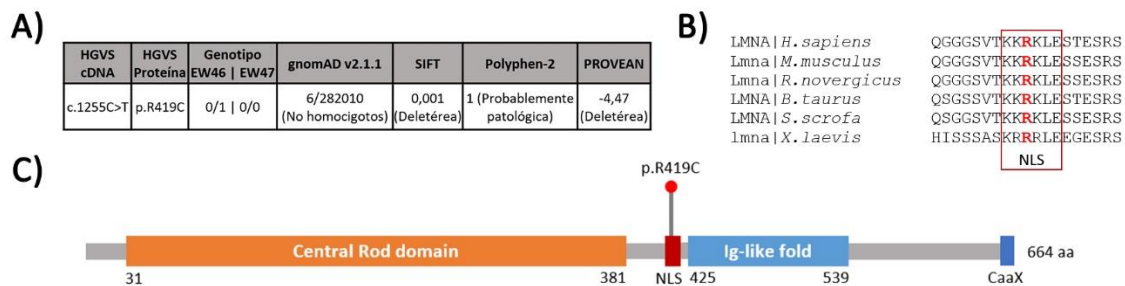 A)
HGVS cDNA | HGVS Proteína | Genotipo EW46 | EW47 | gnomAD v2.1.1 | SIFT | Polyphen-2 | PROVEAN
c.1255C>T | p.R419C | 0/1 | 0/0 | 6/282010 (No homocigotos) | 0,001 (Deletérea) | 1 (Probablemente patológica) | -4,47 (Deletérea)
B)
LMNA|H.sapiens QGGGSVTKKRKLESTESRS
Lmna|M.musculus QGGGSVTKKRKLESTESRS
Lmna|R.novergicus QGGGSVTKKRKLESTESRS
LMNA|B.taurus QSGSSVTKKRKLESTESRS
LMNA|S.scrofa QSGSSVTKKRKLESTESRS
lmna|X.laevis HISSSASKRRRLEEGESRS
NLS
C)
p.R419C
Central Rod domain
Ig-like fold
664 aa
31
381
NLS
425
539
CaaX